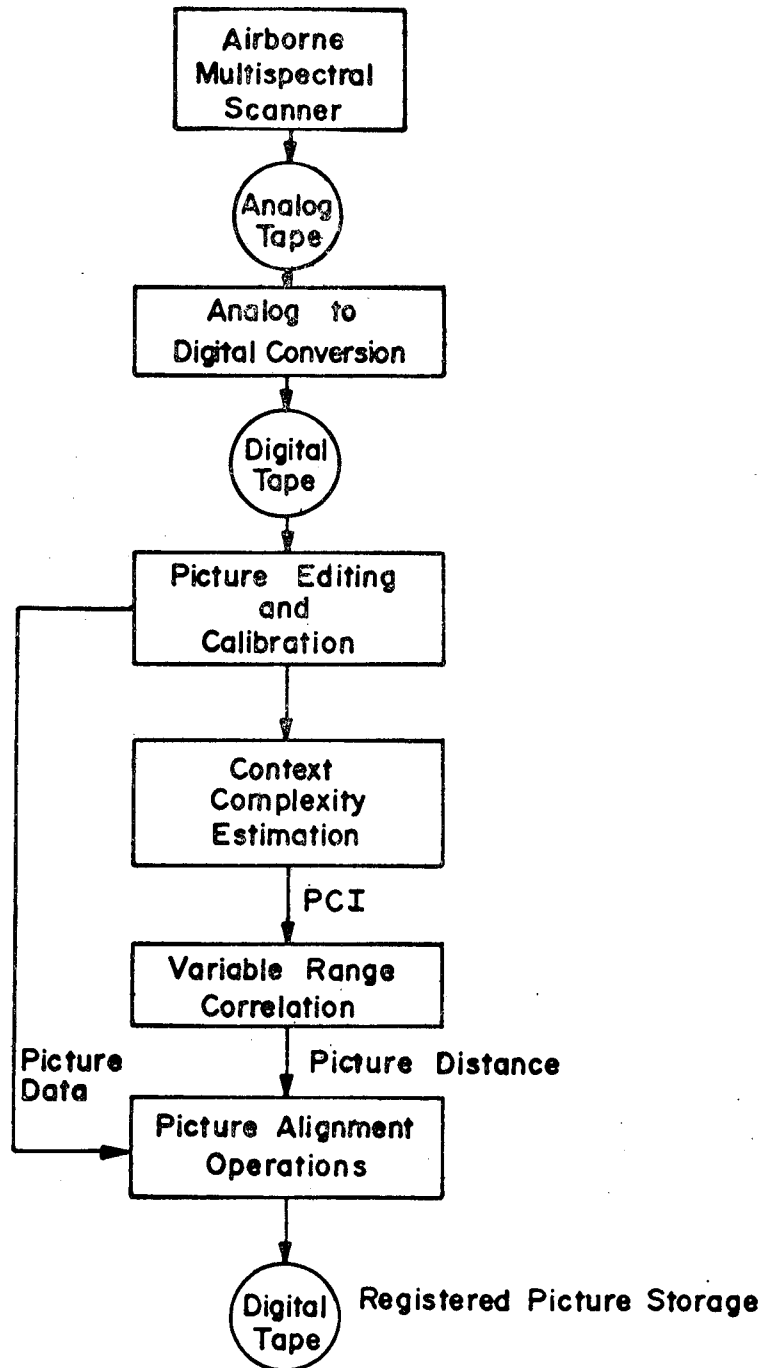 Airborne
Multispectral
Scanner
Analog
Tape
Analog to
Digital Conversion
Digital
Tape
Picture Editing
and
Calibration
Context
Complexity
Estimation
PCI
Variable Range
Correlation
Picture
Data
Picture Distance
Picture Alignment
Operations
Digital
Tape
Registered Picture Storage